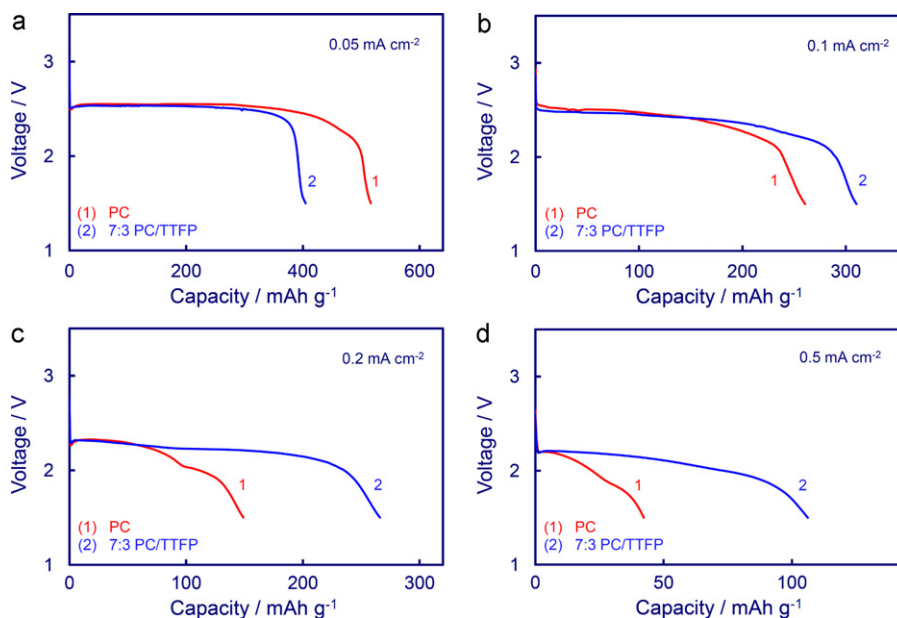 a
0.05 mA cm⁻²
3
2
1
Voltage / V
2
1
(1) PC
(2) 7:3 PC/TTFP
0
200
400
600
Capacity / mAh g⁻¹
b
0.1 mA cm⁻²
3
2
1
Voltage / V
1
2
(1) PC
(2) 7:3 PC/TTFP
0
100
200
300
Capacity / mAh g⁻¹
c
0.2 mA cm⁻²
3
2
1
Voltage / V
1
2
(1) PC
(2) 7:3 PC/TTFP
0
100
200
300
Capacity / mAh g⁻¹
d
0.5 mA cm⁻²
3
2
1
Voltage / V
1
2
(1) PC
(2) 7:3 PC/TTFP
0
50
100
Capacity / mAh g⁻¹